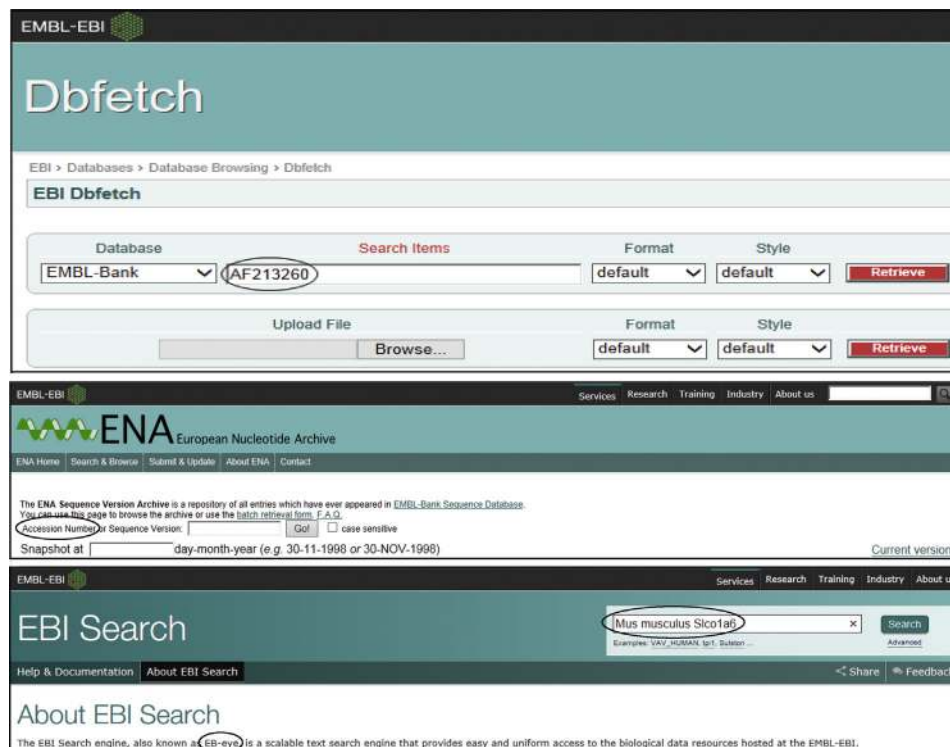 EMBL-EBI
Dbfetch
EBI > Databases > Database Browsing > Dbfetch
EBI Dbfetch
Database Search Items Format Style
EMBL-Bank AF213260 default default Retrieve
Upload File Format Style
Browse... default default Retrieve
EMBL-EBI Services Research Training Industry About us
ENA European Nucleotide Archive
ENA Home Search & Browse Submit & Update About ENA Contact
The ENA Sequence Version Archive is a repository of all entries which have ever appeared in EMBL-Bank Sequence Database.
You can use this page to browse the archive or use the batch retrieval form. F.A.Q.
Accession Number or Sequence Version: Go! case sensitive
Snapshot at day-month-year (e.g. 30-11-1998 or 30-NOV-1998) Current version
EMBL-EBI Services Research Training Industry About u
EBI Search Mus musculus Slco1a6 × Search
Examples: VAV_HUMAN, tpi1, Sulston ... Advanced
Help & Documentation About EBI Search Share Feedbac
About EBI Search
The EBI Search engine, also known as EB-eye, is a scalable text search engine that provides easy and uniform access to the biological data resources hosted at the EMBL-EBI.